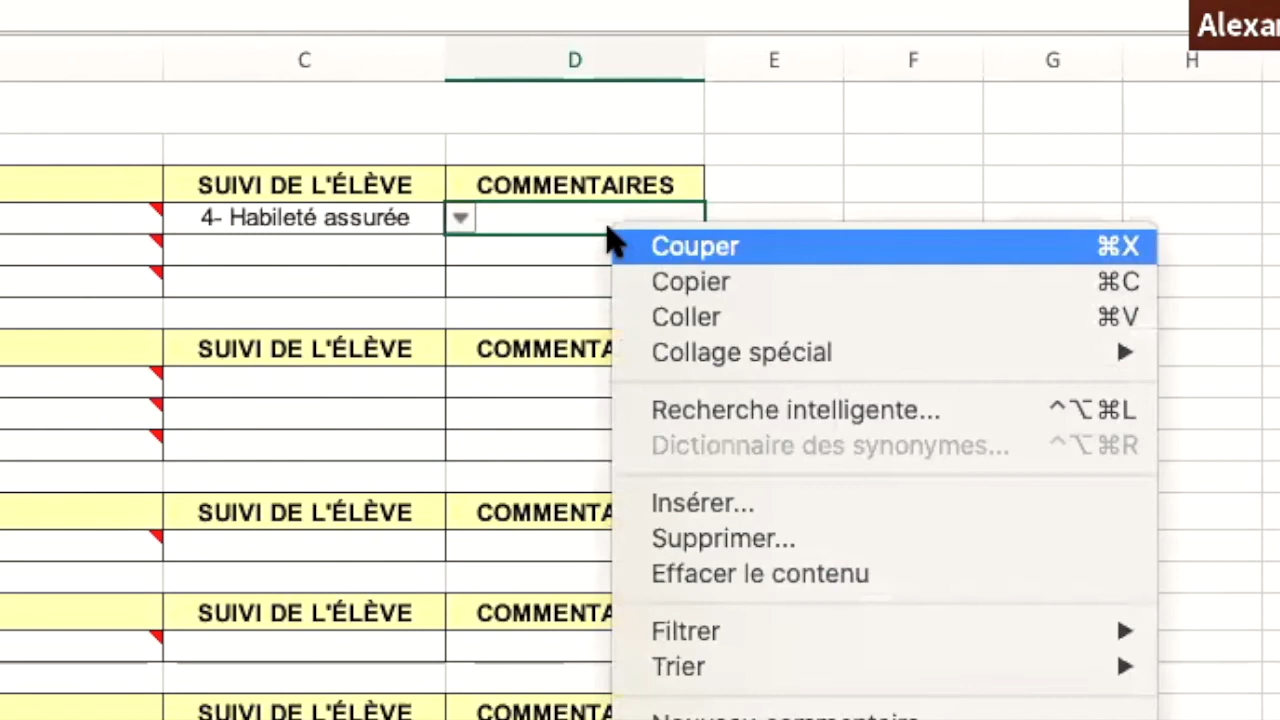 Alexa
C D E F G H
SUIVI DE L'ÉLÈVE COMMENTAIRES
4- Habileté assurée
Couper ⌘X
Copier ⌘C
Coller ⌘V
SUIVI DE L'ÉLÈVE COMMENTA
Collage spécial
Recherche intelligente... ^⌥⌘L
Dictionnaire des synonymes... ^⌥⌘R
Insérer...
SUIVI DE L'ÉLÈVE COMMENTA
Supprimer...
Effacer le contenu
SUIVI DE L'ÉLÈVE COMMENTA
Filtrer
Trier
SUIVI DE L'ÉLÈVE COMMENTA
Nouveau commentaire